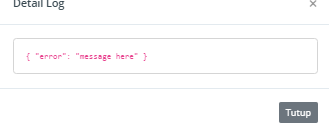 Detail Log
×
{ "error": "message here" }
Tutup